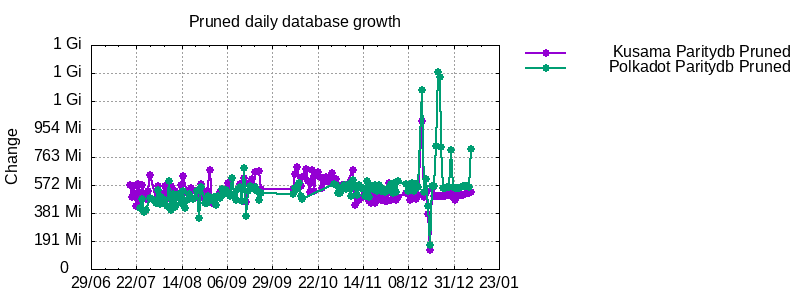 Pruned daily database growth
1 Gi
1 Gi
1 Gi
954 Mi
763 Mi
572 Mi
381 Mi
191 Mi
0
Change
29/06 22/07 14/08 06/09 29/09 22/10 14/11 08/12 31/12 23/01
Kusama Paritydb Pruned
Polkadot Paritydb Pruned